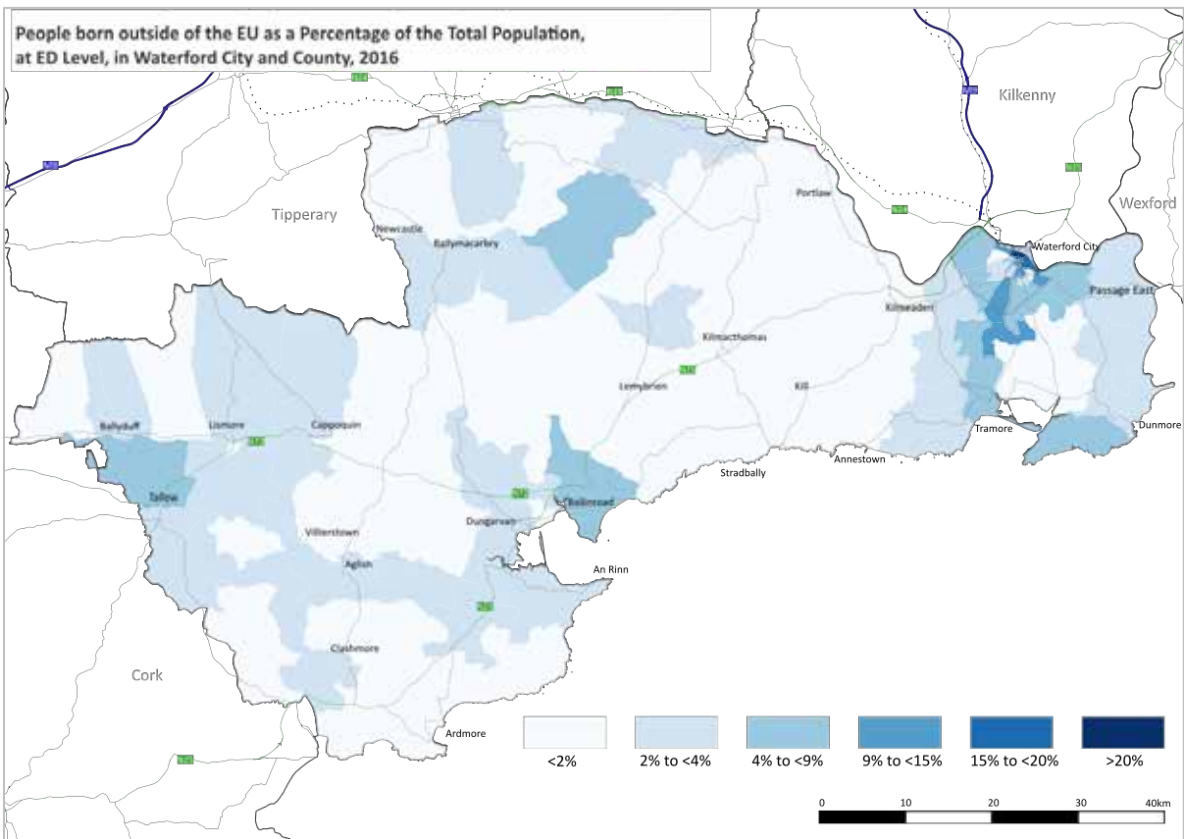 People born outside of the EU as a Percentage of the Total Population,
at ED Level, in Waterford City and County, 2016
Kilkenny
Portlaw
Wexford
Tipperary
Newcastle
Ballymacarbry
Waterford City
Passage East
Kilmeaden
Kilmacthomas
Lemybrien
Kill
Ballyduff
Lismore
Cappoquin
Tramore
Dunmore
Annestown
Stradbally
Tallow
Ballinroad
Dungarvan
Villierstown
Aglish
An Rinn
Clashmore
Cork
Ardmore
<2%
2% to <4%
4% to <9%
9% to <15%
15% to <20%
>20%
0 10 20 30 40km